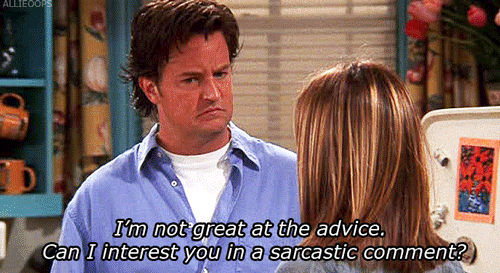 ALLIEOOPS
I'm not great at the advice.
Can I interest you in a sarcastic comment?